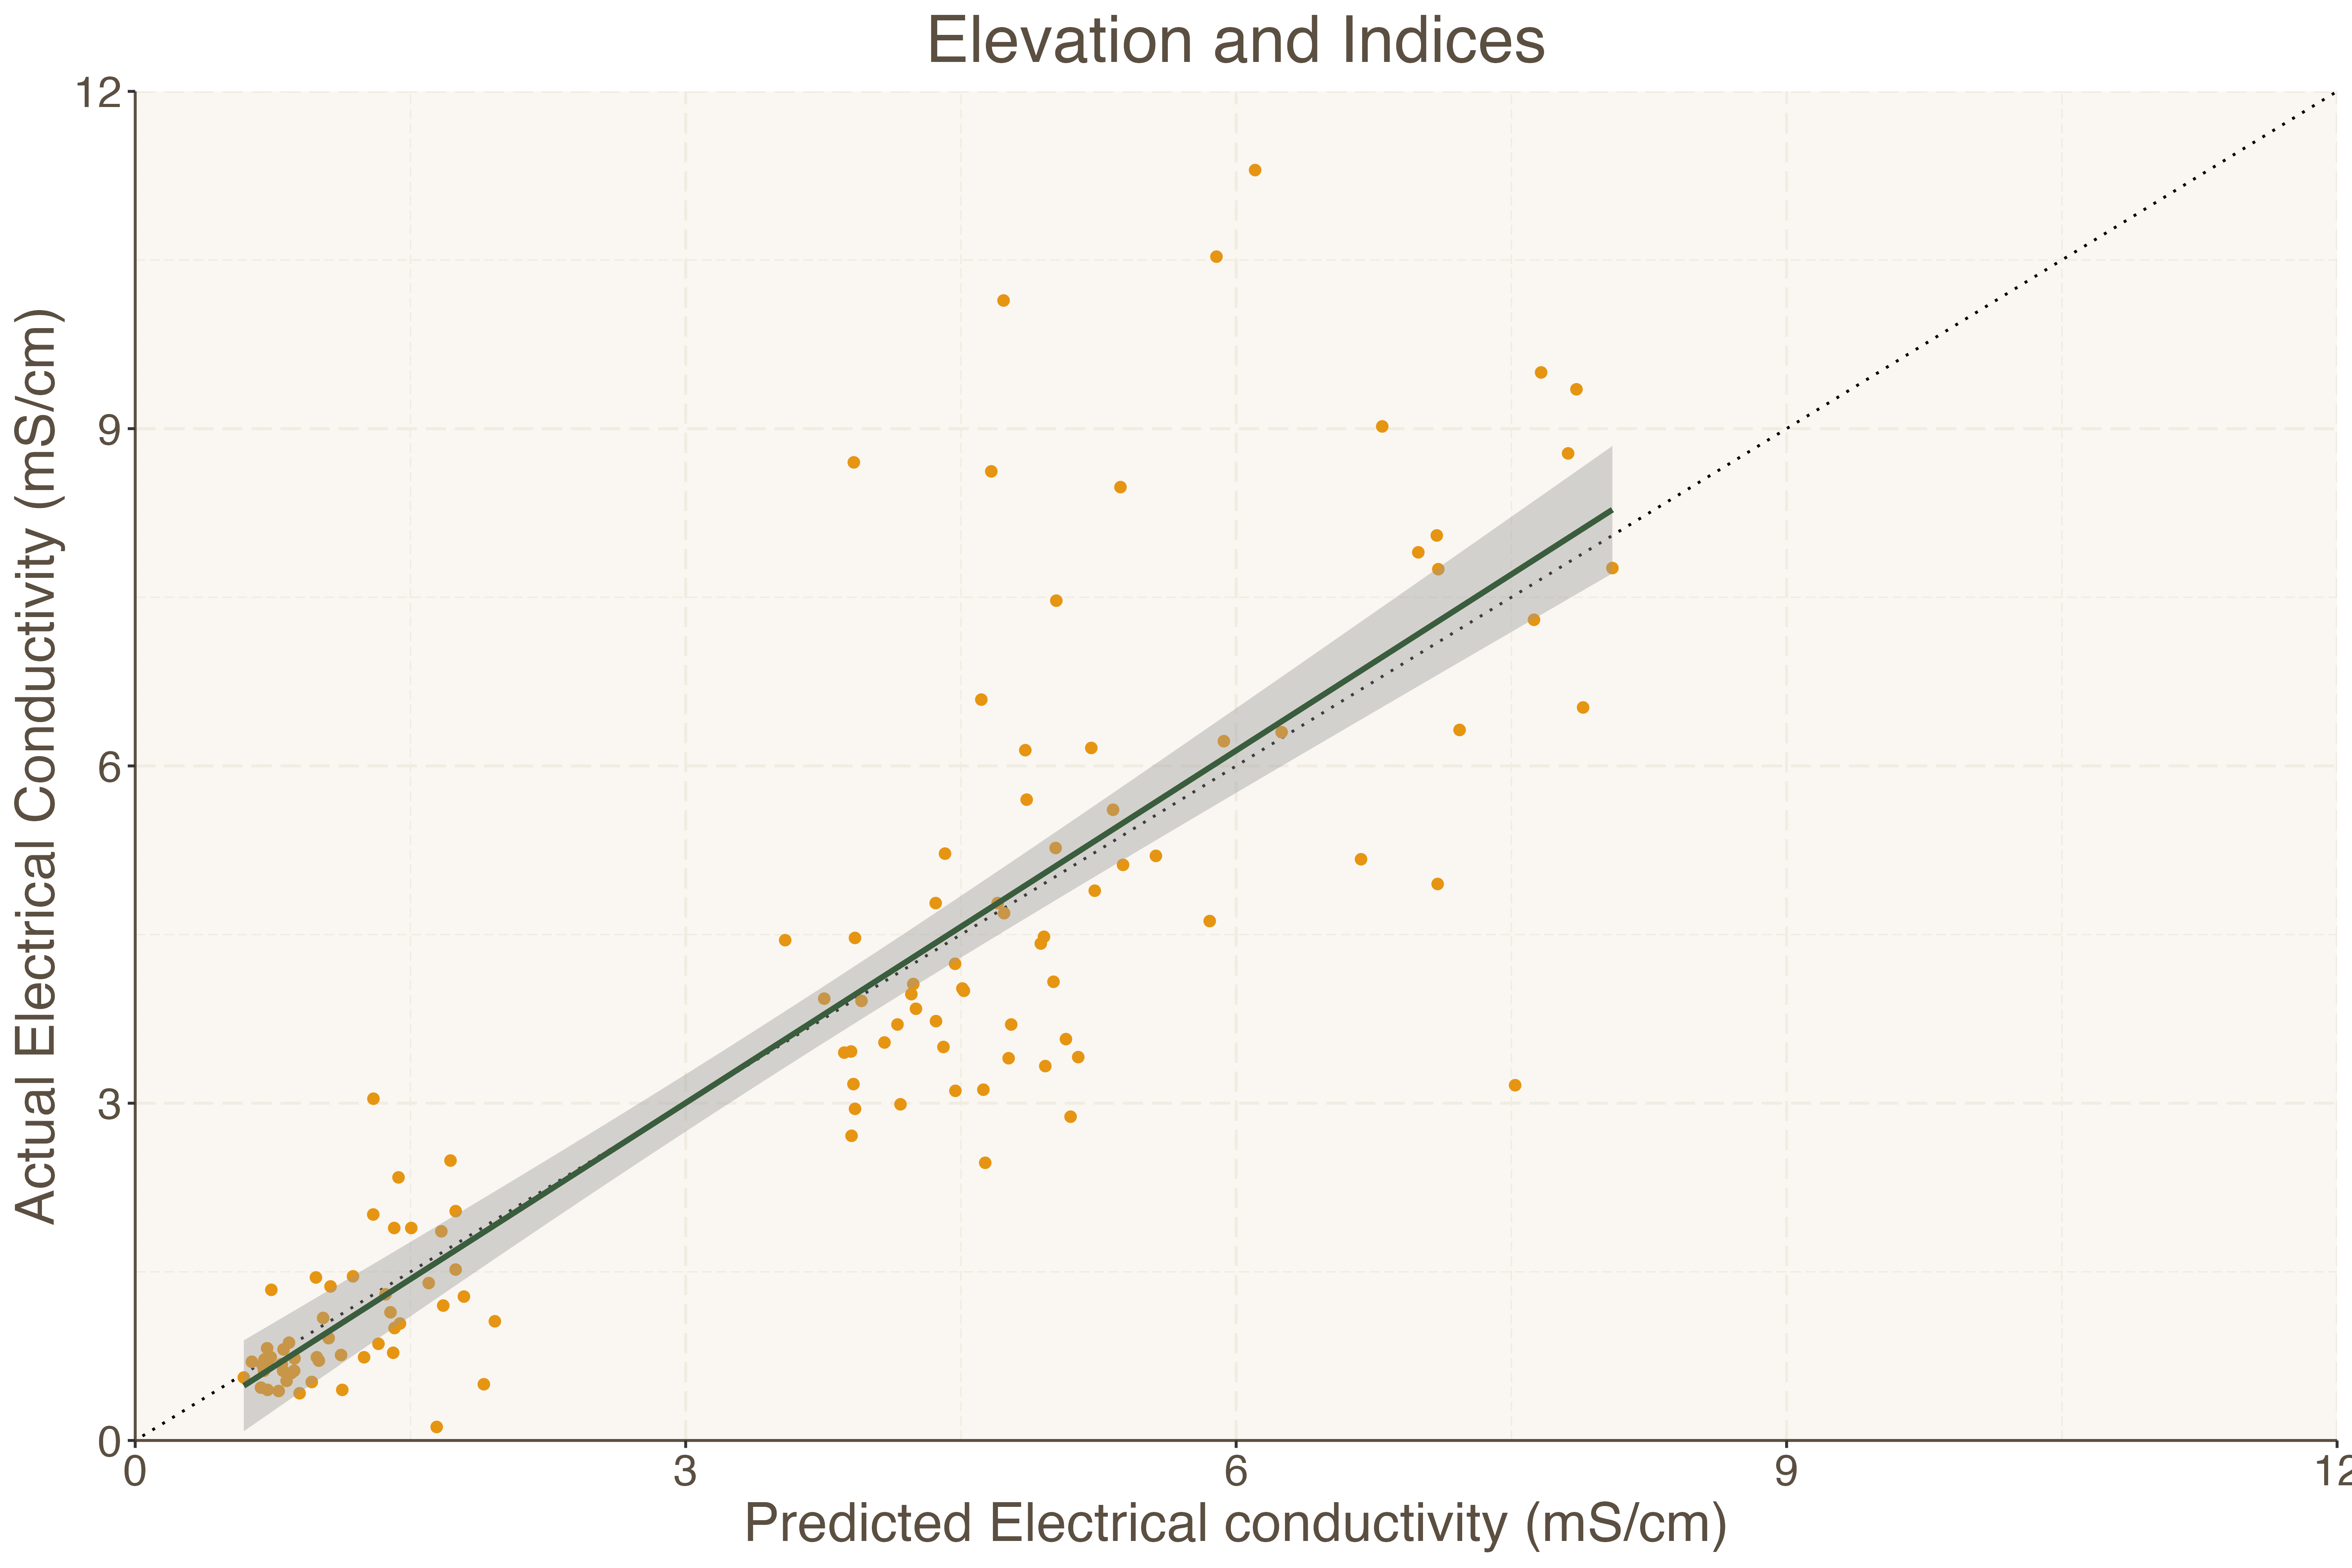 Elevation and Indices
12
9
6
3
0
Actual Electrical Conductivity (mS/cm)
0 3 6 9 12
Predicted Electrical conductivity (mS/cm)